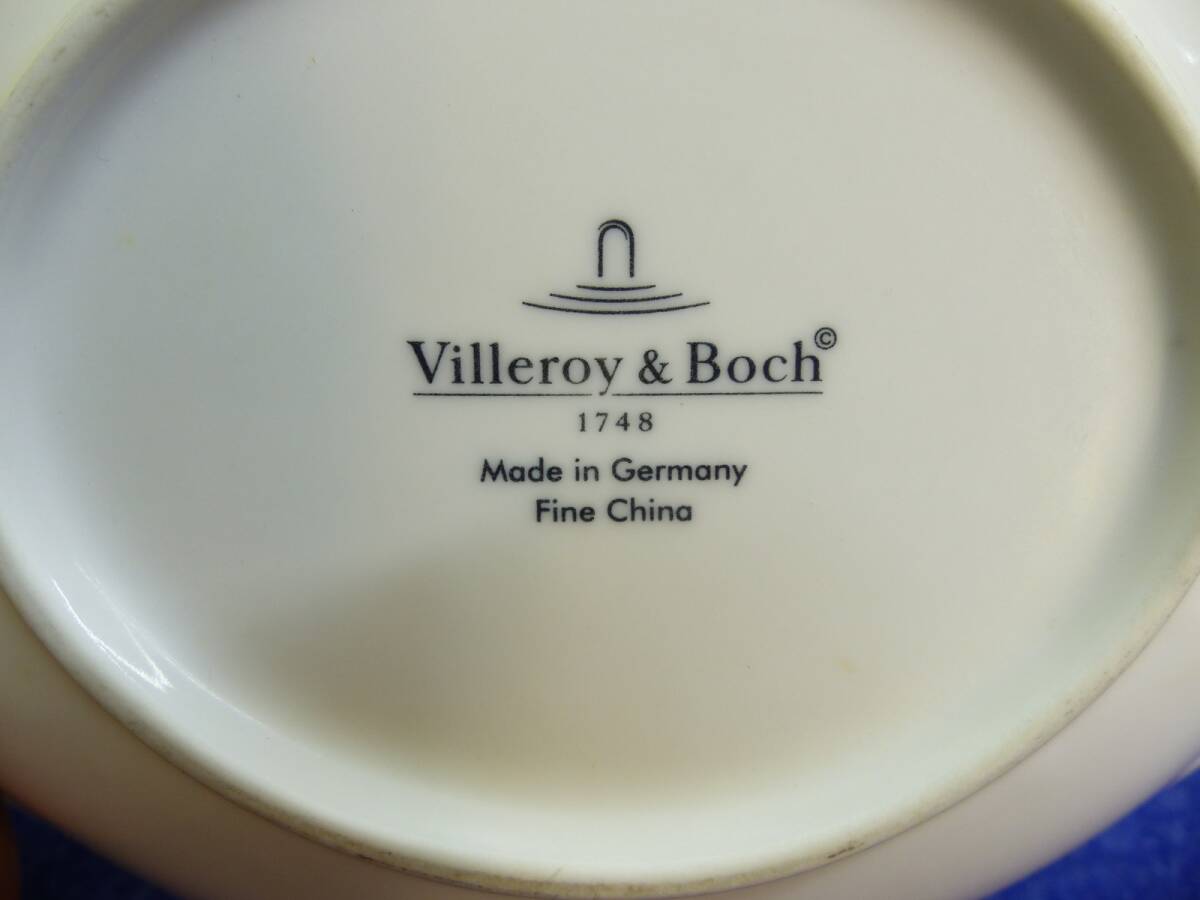 Villeroy & Boch©
1748
Made in Germany
Fine China